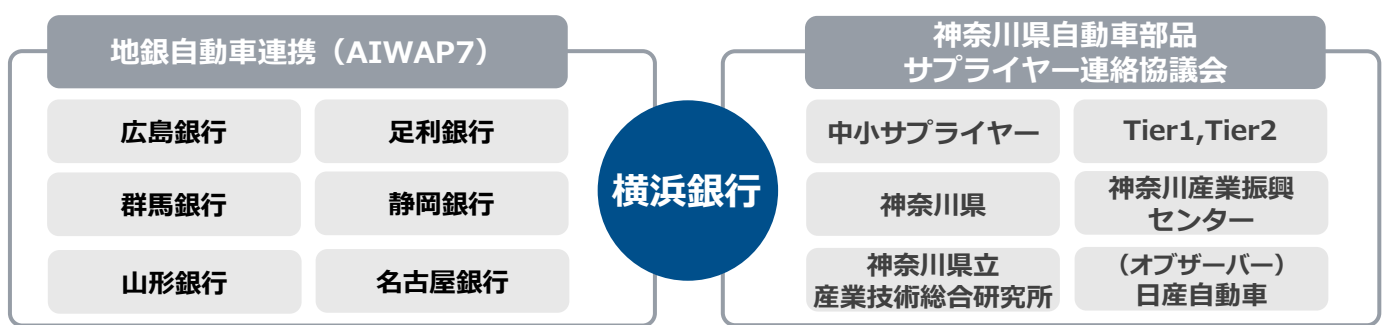 地銀自動車連携（AIWAP7）
広島銀行
足利銀行
群馬銀行
静岡銀行
山形銀行
名古屋銀行
横浜銀行
神奈川県自動車部品
サプライヤー連絡協議会
中小サプライヤー
Tier1,Tier2
神奈川県
神奈川産業振興
センター
神奈川県立
産業技術総合研究所
（オブザーバー）
日産自動車